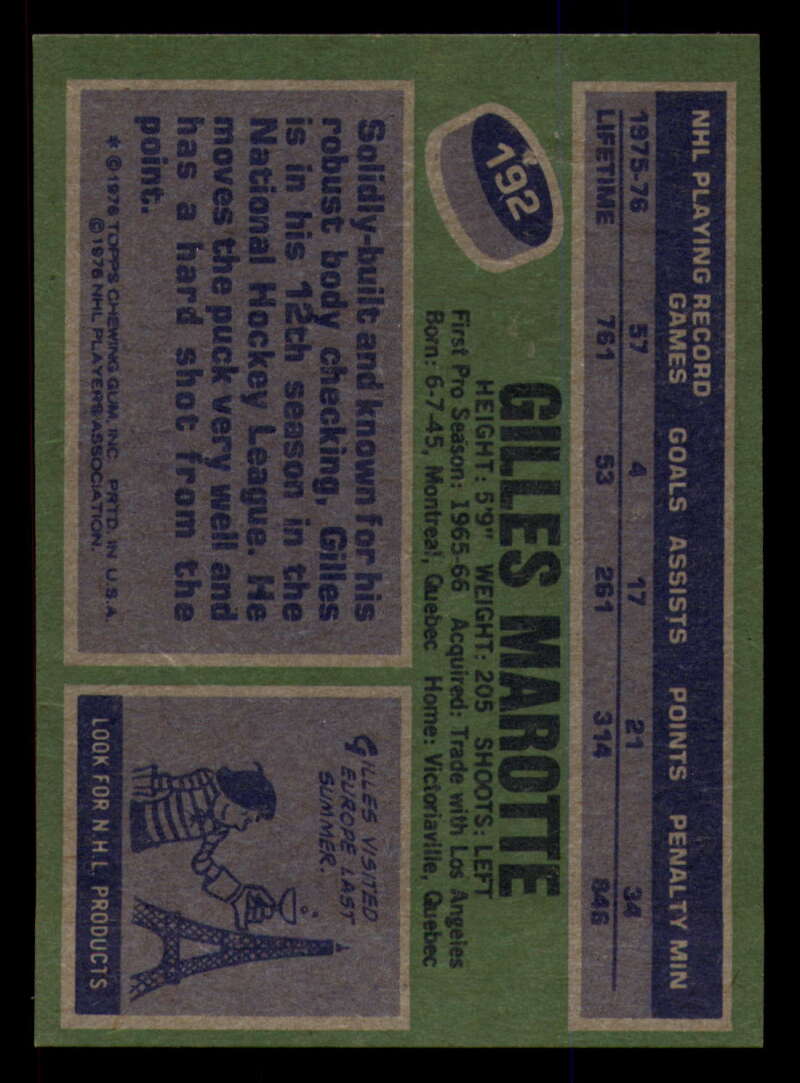 NHL PLAYING RECORD
GAMES GOALS ASSISTS POINTS PENALTY MIN
1975-76 57 4 17 21 34
LIFETIME 761 53 261 314 846
192
GILLES MAROTTE
HEIGHT: 5'9" WEIGHT: 205 SHOOTS: LEFT
First Pro Season: 1965-66 Acquired: Trade with Los Angeles
Born: 6-7-45, Montreal, Quebec Home: Victoriaville, Quebec
Solidly-built and known for his
robust body checking, Gilles
is in his 12th season in the
National Hockey League. He
moves the puck very well and
has a hard shot from the
point.
* © 1976 TOPPS CHEWING GUM, INC. PRTD. IN U.S.A.
© 1976 NHL PLAYERS ASSOCIATION.
GILLES VISITED
EUROPE LAST
SUMMER.
LOOK FOR N.H.L. PRODUCTS